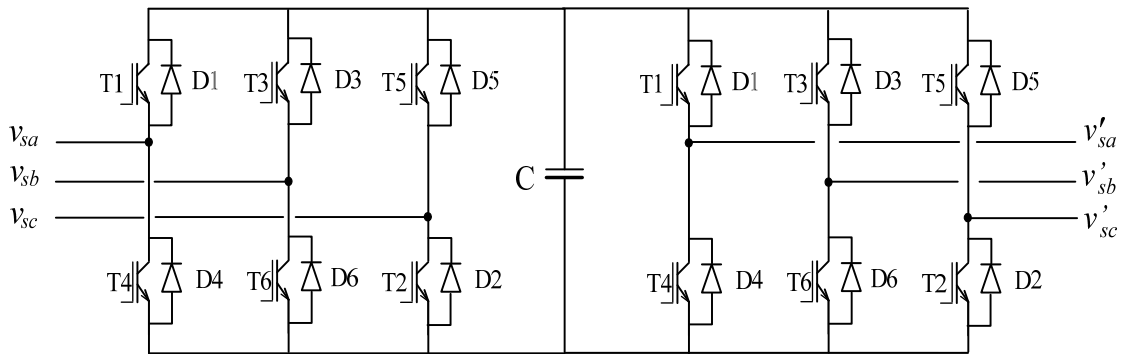 T1 D1 T3 D3 T5 D5 T1 D1 T3 D3 T5 D5
v_sa v'_sa
v_sb C v'_sb
v_sc v'_sc
T4 D4 T6 D6 T2 D2 T4 D4 T6 D6 T2 D2